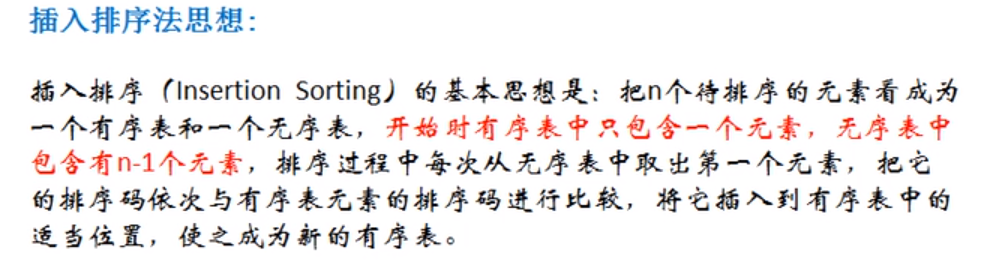 插入排序法思想：
插入排序（Insertion Sorting）的基本思想是：把n个待排序的元素看成为
一个有序表和一个无序表，开始时有序表中只包含一个元素，无序表中
包含有n-1个元素，排序过程中每次从无序表中取出第一个元素，把它
的排序码依次与有序表元素的排序码进行比较，将它插入到有序表中的
适当位置，使之成为新的有序表。